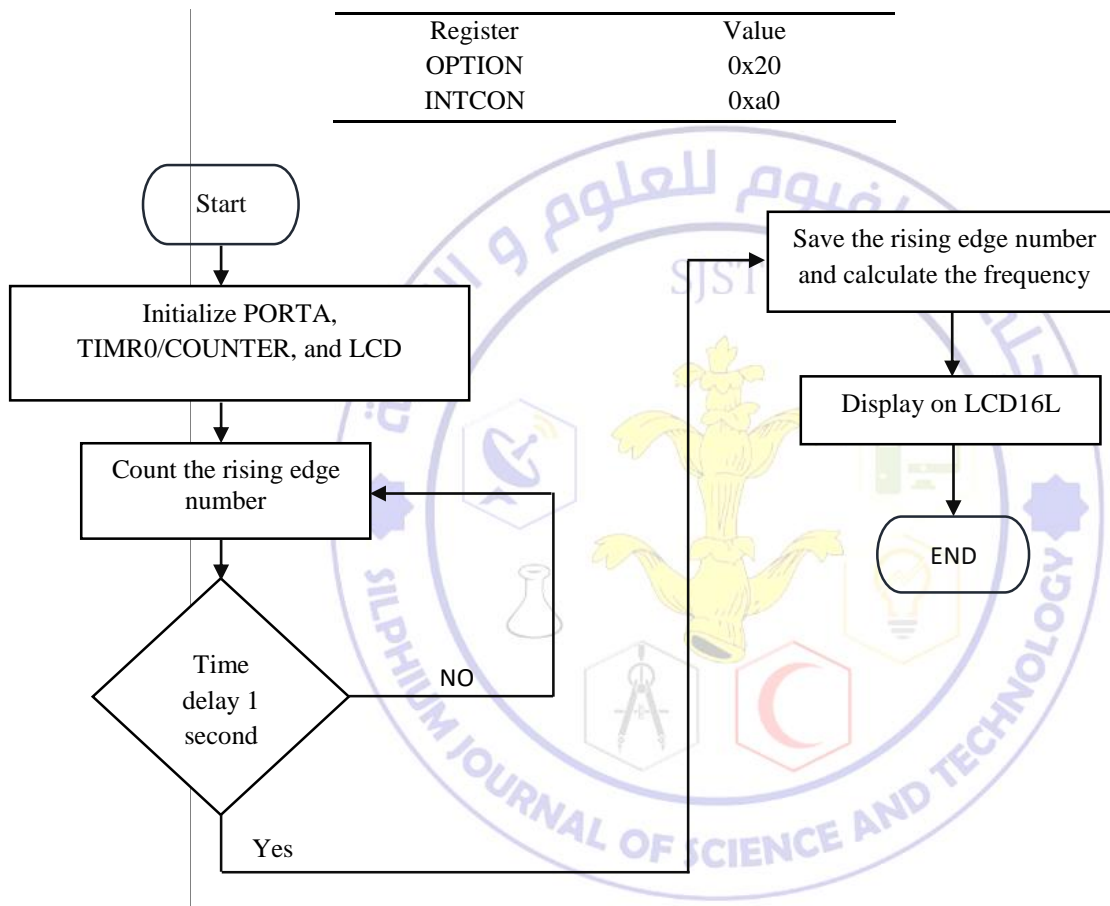 Register Value
OPTION 0x20
INTCON 0xa0
Start
Initialize PORTA,
TIMR0/COUNTER, and LCD
Count the rising edge
number
Time
delay 1
second
NO
Yes
Save the rising edge number
and calculate the frequency
Display on LCD16L
END
للعلوم و
SILPHIUM JOURNAL OF SCIENCE AND TECHNOLOGY